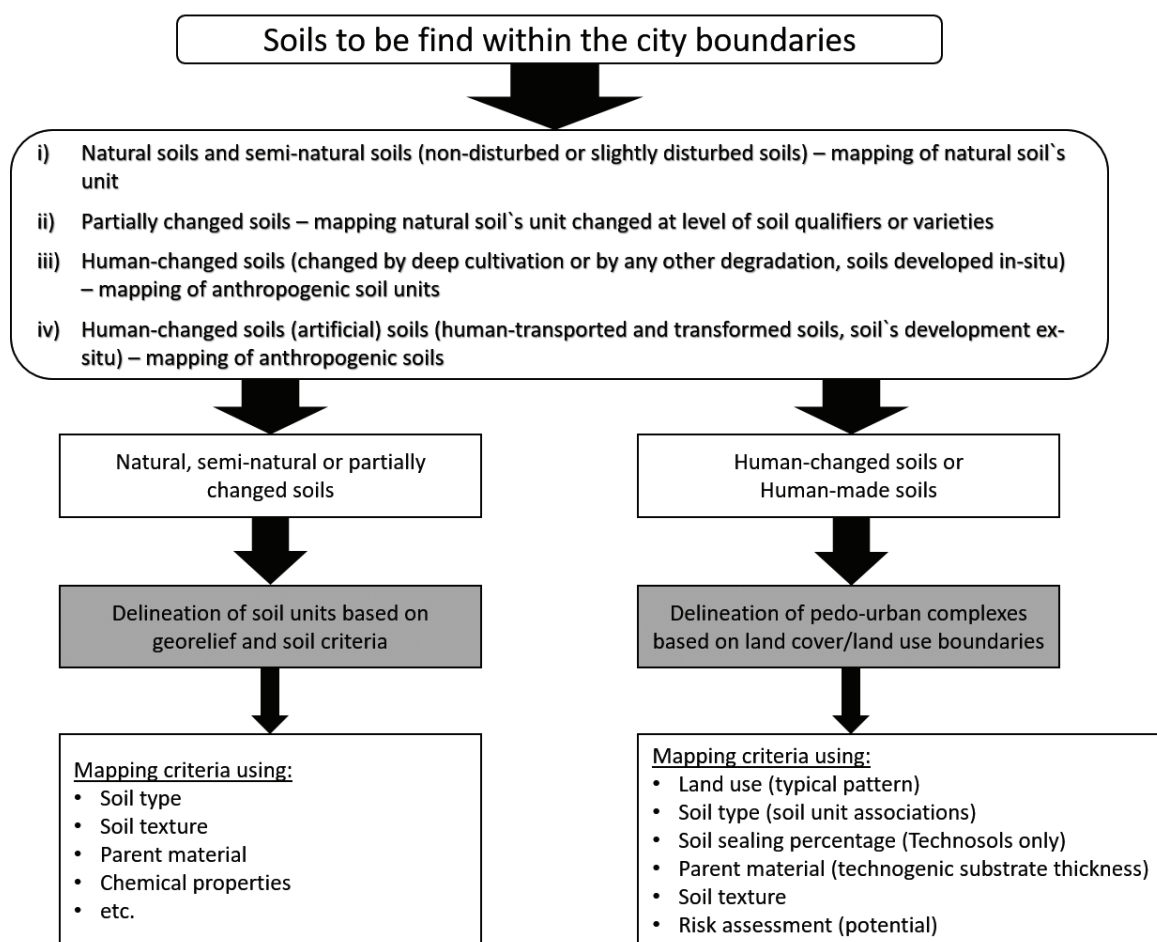 Soils to be find within the city boundaries
i) Natural soils and semi-natural soils (non-disturbed or slightly disturbed soils) – mapping of natural soil`s
unit
ii) Partially changed soils – mapping natural soil`s unit changed at level of soil qualifiers or varieties
iii) Human-changed soils (changed by deep cultivation or by any other degradation, soils developed in-situ)
– mapping of anthropogenic soil units
iv) Human-changed soils (artificial) soils (human-transported and transformed soils, soil`s development ex-
situ) – mapping of anthropogenic soils
Natural, semi-natural or partially
changed soils
Delineation of soil units based on
georelief and soil criteria
Mapping criteria using:
• Soil type
• Soil texture
• Parent material
• Chemical properties
• etc.
Human-changed soils or
Human-made soils
Delineation of pedo-urban complexes
based on land cover/land use boundaries
Mapping criteria using:
• Land use (typical pattern)
• Soil type (soil unit associations)
• Soil sealing percentage (Technosols only)
• Parent material (technogenic substrate thickness)
• Soil texture
• Risk assessment (potential)